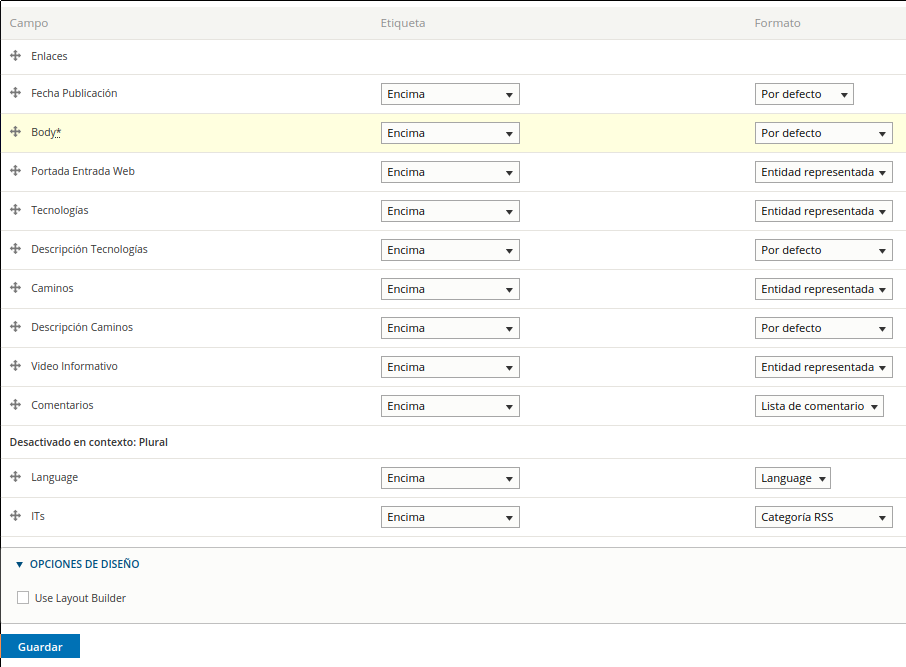 Campo Etiqueta Formato
Enlaces
Fecha Publicación Encima Por defecto
Body* Encima Por defecto
Portada Entrada Web Encima Entidad representada
Tecnologías Encima Entidad representada
Descripción Tecnologías Encima Por defecto
Caminos Encima Entidad representada
Descripción Caminos Encima Por defecto
Video Informativo Encima Entidad representada
Comentarios Encima Lista de comentario
Desactivado en contexto: Plural
Language Encima Language
ITs Encima Categoría RSS
OPCIONES DE DISEÑO
Use Layout Builder
Guardar